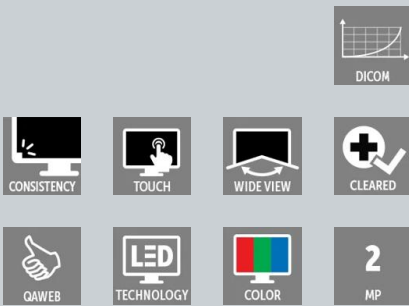 DICOM
CONSISTENCY
TOUCH
WIDE VIEW
CLEARED
QAWEB
LED
TECHNOLOGY
COLOR
2
MP